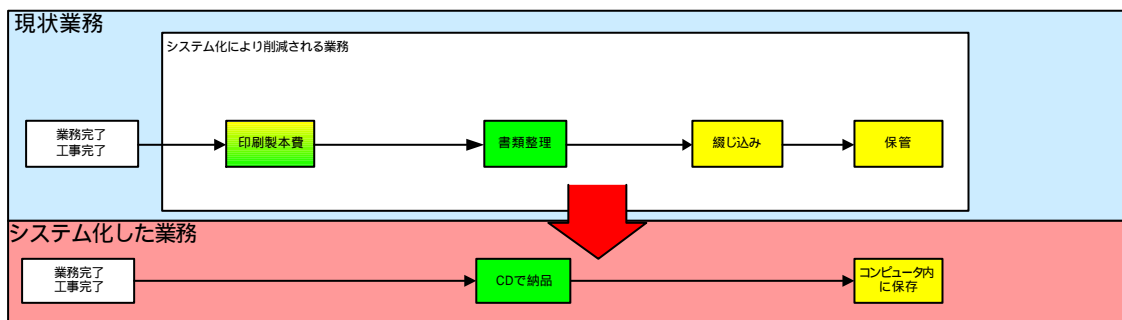 現状業務
システム化により削減される業務
業務完了
工事完了
印刷製本費
書類整理
綴じ込み
保管
システム化した業務
業務完了
工事完了
CDで納品
コンピュータ内
に保存